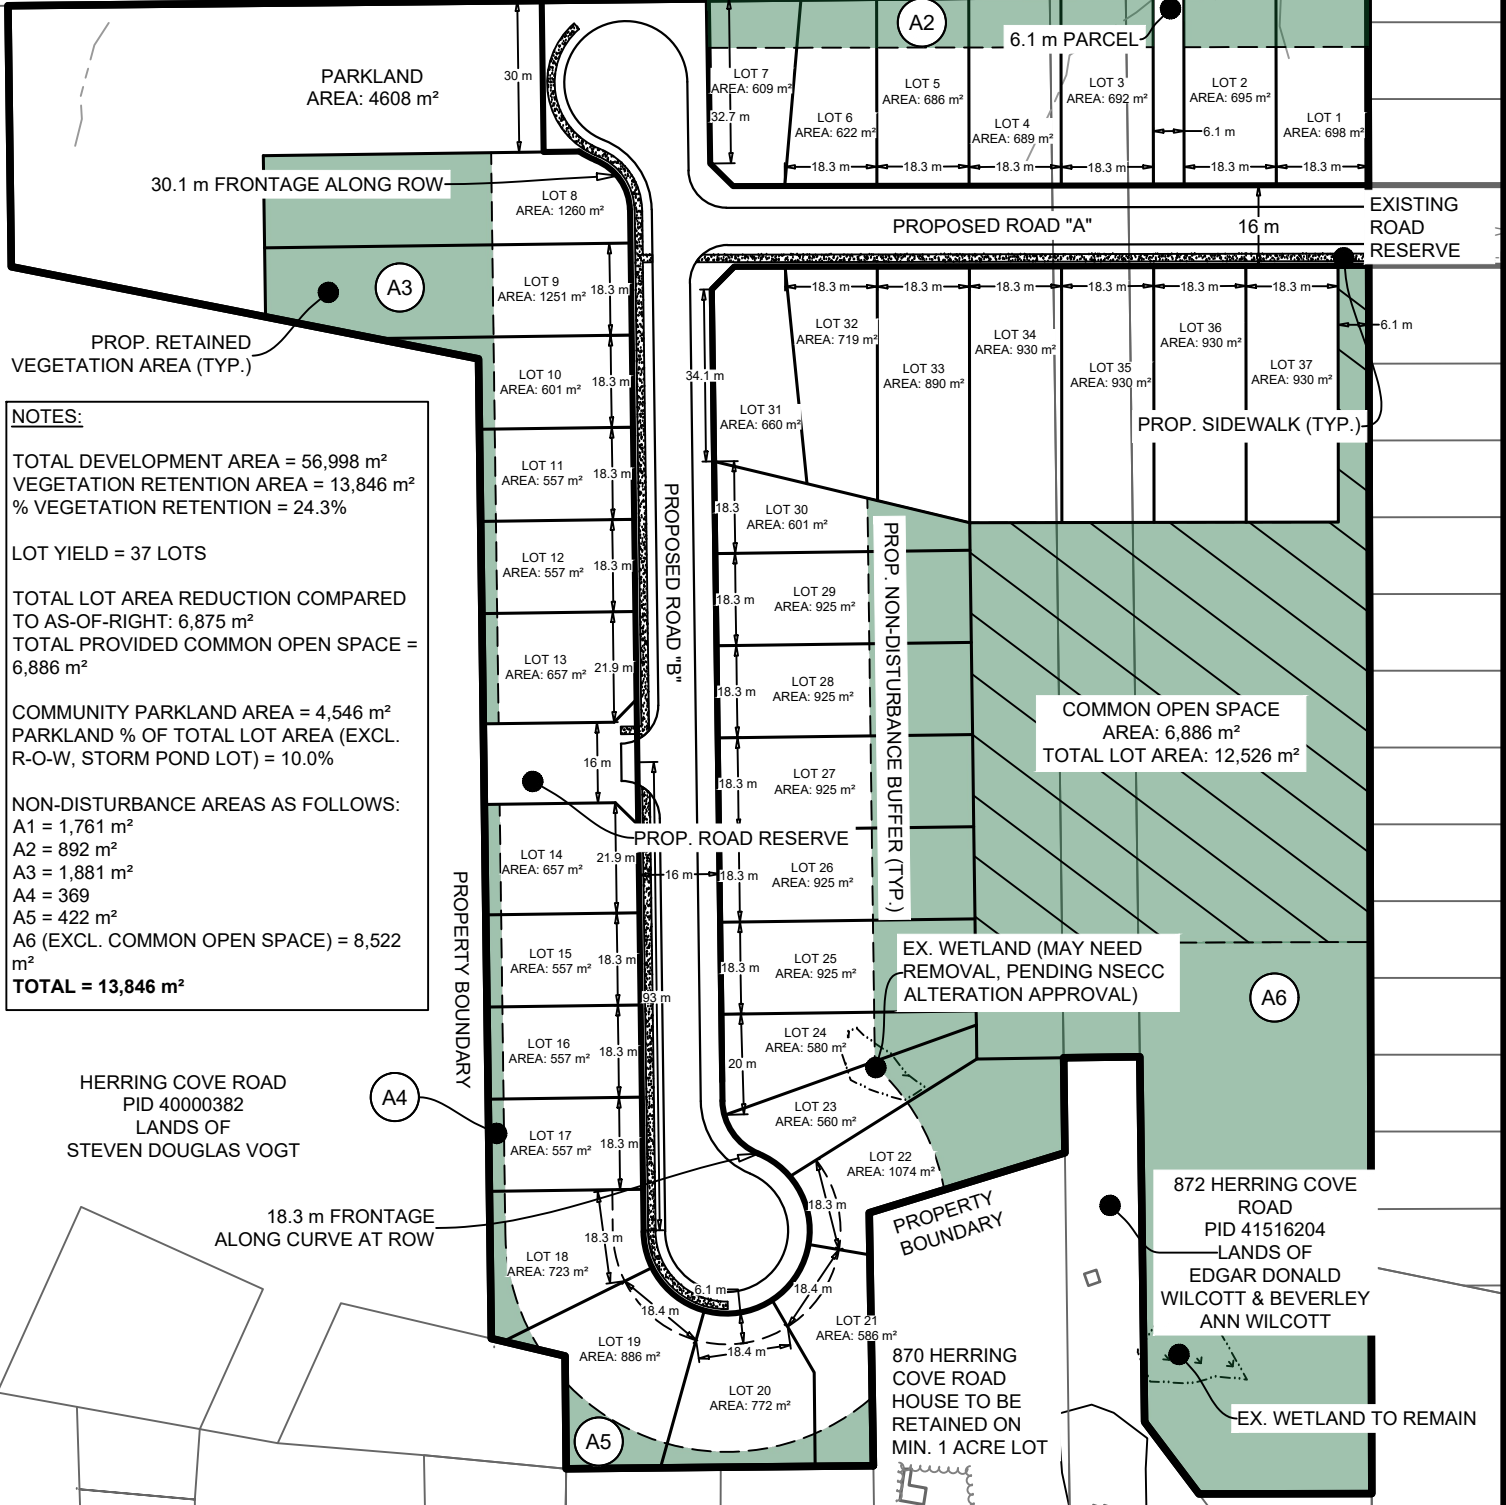 A2
6.1 m PARCEL
30 m
PARKLAND
AREA: 4608 m²
LOT 7
AREA: 609 m²
32.7 m
LOT 6
AREA: 622 m²
LOT 5
AREA: 686 m²
LOT 4
AREA: 689 m²
LOT 3
AREA: 692 m²
LOT 2
AREA: 695 m²
LOT 1
AREA: 698 m²
6.1 m
18.3 m
18.3 m
18.3 m
18.3 m
18.3 m
18.3 m
30.1 m FRONTAGE ALONG ROW
LOT 8
AREA: 1260 m²
PROPOSED ROAD "A"
16 m
EXISTING
ROAD
RESERVE
A3
LOT 9
AREA: 1251 m²
18.3 m
18.3 m
18.3 m
18.3 m
18.3 m
18.3 m
18.3 m
6.1 m
PROP. RETAINED
VEGETATION AREA (TYP.)
LOT 10
AREA: 601 m²
18.3 m
34.1 m
LOT 31
AREA: 660 m²
LOT 32
AREA: 719 m²
LOT 33
AREA: 890 m²
LOT 34
AREA: 930 m²
LOT 35
AREA: 930 m²
LOT 36
AREA: 930 m²
LOT 37
AREA: 930 m²
PROP. SIDEWALK (TYP.)
NOTES:
TOTAL DEVELOPMENT AREA = 56,998 m²
VEGETATION RETENTION AREA = 13,846 m²
% VEGETATION RETENTION = 24.3%
LOT YIELD = 37 LOTS
TOTAL LOT AREA REDUCTION COMPARED
TO AS-OF-RIGHT: 6,875 m²
TOTAL PROVIDED COMMON OPEN SPACE =
6,886 m²
COMMUNITY PARKLAND AREA = 4,546 m²
PARKLAND % OF TOTAL LOT AREA (EXCL.
R-O-W, STORM POND LOT) = 10.0%
NON-DISTURBANCE AREAS AS FOLLOWS:
A1 = 1,761 m²
A2 = 892 m²
A3 = 1,881 m²
A4 = 369
A5 = 422 m²
A6 (EXCL. COMMON OPEN SPACE) = 8,522
m²
TOTAL = 13,846 m²
LOT 11
AREA: 557 m²
18.3 m
LOT 12
AREA: 557 m²
18.3 m
LOT 13
AREA: 657 m²
21.9 m
16 m
PROPOSED ROAD "B"
LOT 30
AREA: 601 m²
18.3
LOT 29
AREA: 925 m²
18.3 m
LOT 28
AREA: 925 m²
18.3 m
LOT 27
AREA: 925 m²
18.3 m
PROP. NON-DISTURBANCE BUFFER (TYP.)
COMMON OPEN SPACE
AREA: 6,886 m²
TOTAL LOT AREA: 12,526 m²
PROP. ROAD RESERVE
LOT 14
AREA: 657 m²
21.9 m
16 m
LOT 26
AREA: 925 m²
18.3 m
PROPERTY BOUNDARY
LOT 15
AREA: 557 m²
18.3 m
93 m
LOT 25
AREA: 925 m²
18.3 m
EX. WETLAND (MAY NEED
REMOVAL, PENDING NSECC
ALTERATION APPROVAL)
A6
LOT 16
AREA: 557 m²
18.3 m
LOT 24
AREA: 580 m²
20 m
HERRING COVE ROAD
PID 40000382
LANDS OF
STEVEN DOUGLAS VOGT
A4
LOT 17
AREA: 557 m²
18.3 m
LOT 23
AREA: 560 m²
LOT 22
AREA: 1074 m²
18.3 m
PROPERTY
BOUNDARY
872 HERRING COVE
ROAD
PID 41516204
LANDS OF
EDGAR DONALD
WILCOTT & BEVERLEY
ANN WILCOTT
18.3 m FRONTAGE
ALONG CURVE AT ROW
LOT 18
AREA: 723 m²
18.3 m
6.1 m
18.4 m
18.4 m
18.4 m
LOT 19
AREA: 886 m²
LOT 20
AREA: 772 m²
LOT 21
AREA: 586 m²
870 HERRING
COVE ROAD
HOUSE TO BE
RETAINED ON
MIN. 1 ACRE LOT
EX. WETLAND TO REMAIN
A5